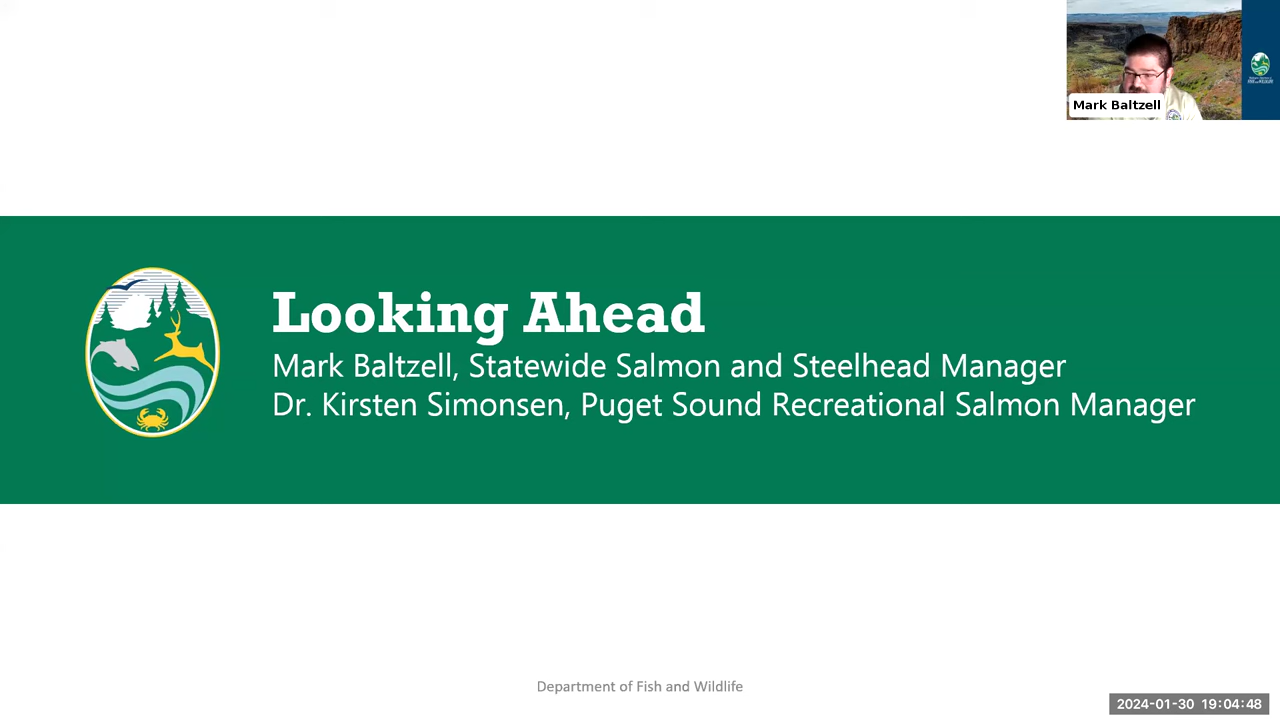 Mark Baltzell
Looking Ahead
Mark Baltzell, Statewide Salmon and Steelhead Manager
Dr. Kirsten Simonsen, Puget Sound Recreational Salmon Manager
Department of Fish and Wildlife
2024-01-30 19:04:48